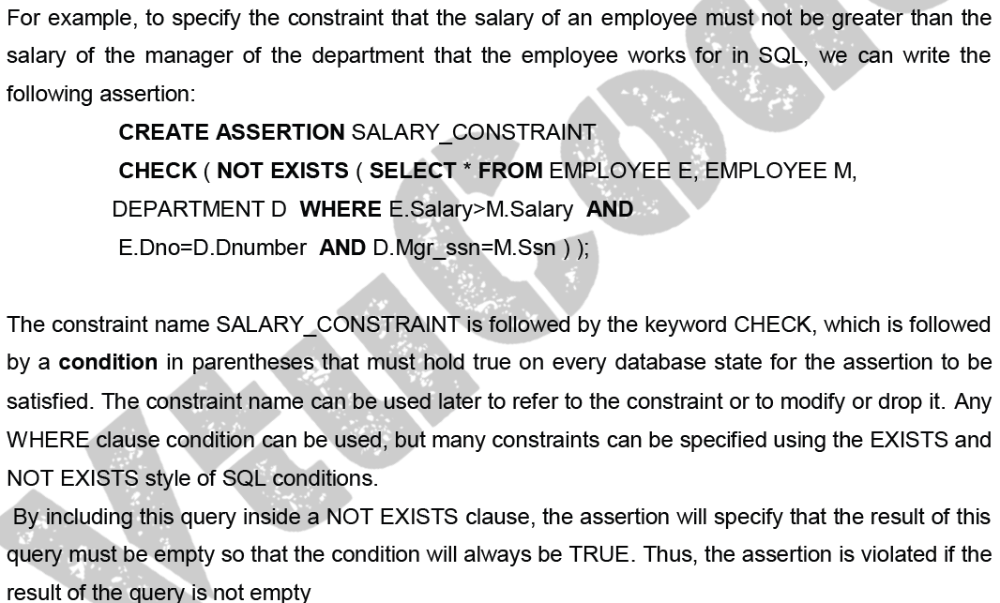 For example, to specify the constraint that the salary of an employee must not be greater than the
salary of the manager of the department that the employee works for in SQL, we can write the
following assertion:
CREATE ASSERTION SALARY_CONSTRAINT
CHECK ( NOT EXISTS ( SELECT * FROM EMPLOYEE E, EMPLOYEE M,
DEPARTMENT D WHERE E.Salary>M.Salary AND
E.Dno=D.Dnumber AND D.Mgr_ssn=M.Ssn ) );
The constraint name SALARY_CONSTRAINT is followed by the keyword CHECK, which is followed
by a condition in parentheses that must hold true on every database state for the assertion to be
satisfied. The constraint name can be used later to refer to the constraint or to modify or drop it. Any
WHERE clause condition can be used, but many constraints can be specified using the EXISTS and
NOT EXISTS style of SQL conditions.
By including this query inside a NOT EXISTS clause, the assertion will specify that the result of this
query must be empty so that the condition will always be TRUE. Thus, the assertion is violated if the
result of the query is not empty